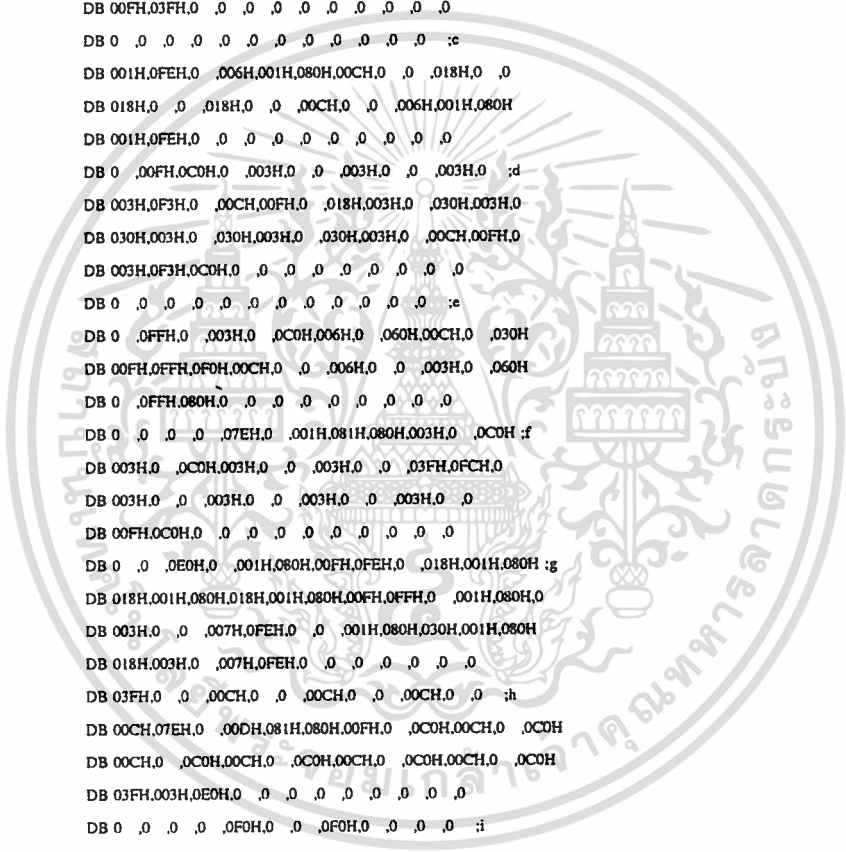 DB 00FH,03FH,0 ,0 ,0 ,0 ,0 ,0 ,0 ,0 ,0
DB 0 ,0 ,0 ,0 ,0 ,0 ,0 ,0 ,0 ,0 ,0 ,0 ;c
DB 001H,0FEH,0 ,006H,001H,080H,00CH,0 ,0 ,018H,0 ,0
DB 018H,0 ,0 ,018H,0 ,0 ,00CH,0 ,0 ,006H,001H,080H
DB 001H,0FEH,0 ,0 ,0 ,0 ,0 ,0 ,0 ,0 ,0
DB 0 ,00FH,0C0H,0 ,003H,0 ,0 ,003H,0 ,0 ,003H,0 ;d
DB 003H,0F3H,0 ,00CH,00FH,0 ,018H,003H,0 ,030H,003H,0
DB 030H,003H,0 ,030H,003H,0 ,030H,003H,0 ,00CH,00FH,0
DB 003H,0F3H,0C0H,0 ,0 ,0 ,0 ,0 ,0 ,0 ,0
DB 0 ,0 ,0 ,0 ,0 ,0 ,0 ,0 ,0 ,0 ,0 ,0 ;e
DB 0 ,0FFH,0 ,003H,0 ,0C0H,006H,0 ,060H,00CH,0 ,030H
DB 00FH,0FFH,0F0H,00CH,0 ,0 ,006H,0 ,0 ,003H,0 ,060H
DB 0 ,0FFH,080H,0 ,0 ,0 ,0 ,0 ,0 ,0 ,0
DB 0 ,0 ,0 ,0 ,07EH,0 ,001H,081H,080H,003H,0 ,0C0H ;f
DB 003H,0 ,0C0H,003H,0 ,0 ,003H,0 ,0 ,03FH,0FCH,0
DB 003H,0 ,0 ,003H,0 ,0 ,003H,0 ,0 ,003H,0 ,0
DB 00FH,0C0H,0 ,0 ,0 ,0 ,0 ,0 ,0 ,0 ,0
DB 0 ,0 ,0E0H,0 ,001H,080H,00FH,0FEH,0 ,018H,001H,080H ;g
DB 018H,001H,080H,018H,001H,080H,00FH,0FFH,0 ,001H,080H,0
DB 003H,0 ,0 ,007H,0FEH,0 ,0 ,001H,080H,030H,001H,080H
DB 018H,003H,0 ,007H,0FEH,0 ,0 ,0 ,0 ,0 ,0
DB 03FH,0 ,0 ,00CH,0 ,0 ,00CH,0 ,0 ,00CH,0 ,0 ;h
DB 00CH,07EH,0 ,00DH,081H,080H,00FH,0 ,0C0H,00CH,0 ,0C0H
DB 00CH,0 ,0C0H,00CH,0 ,0C0H,00CH,0 ,0C0H,00CH,0 ,0C0H
DB 03FH,003H,0E0H,0 ,0 ,0 ,0 ,0 ,0 ,0 ,0
DB 0 ,0 ,0 ,0 ,0F0H,0 ,0 ,0F0H,0 ,0 ,0 ,0 ;i